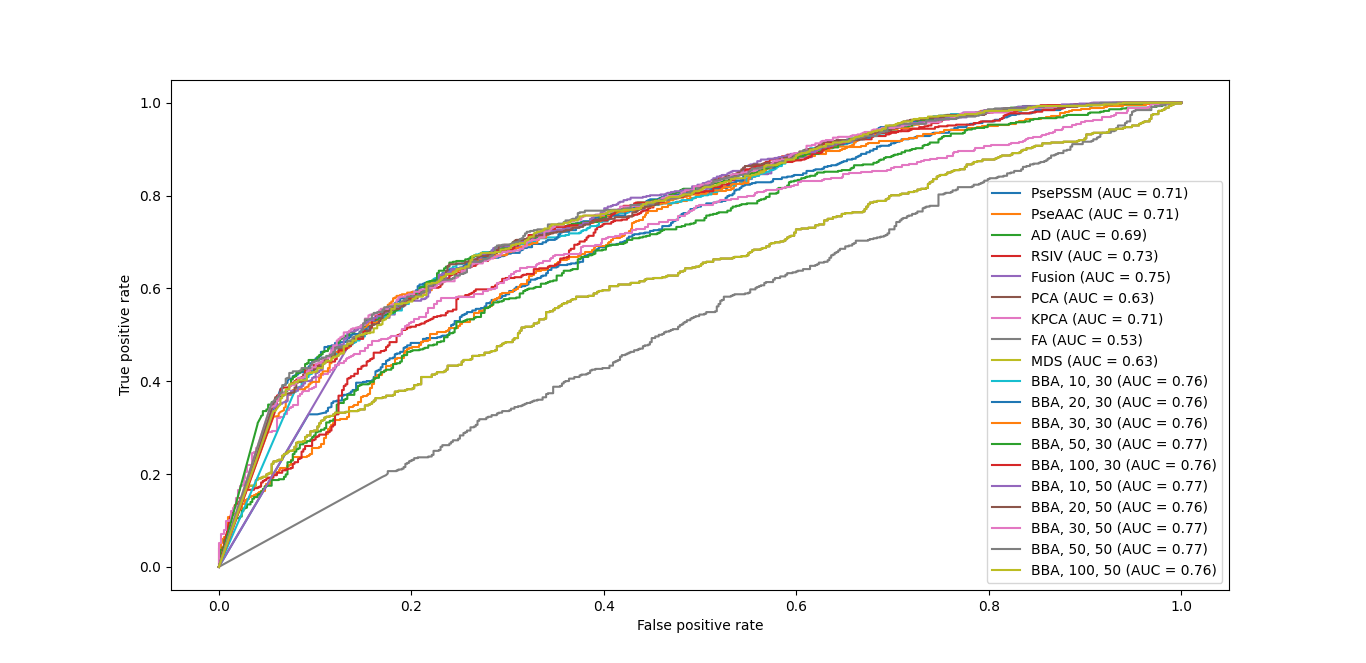 1.0
0.8
0.6
0.4
0.2
0.0
True positive rate
0.0 0.2 0.4 0.6 0.8 1.0
False positive rate
PsePSSM (AUC = 0.71)
PseAAC (AUC = 0.71)
AD (AUC = 0.69)
RSIV (AUC = 0.73)
Fusion (AUC = 0.75)
PCA (AUC = 0.63)
KPCA (AUC = 0.71)
FA (AUC = 0.53)
MDS (AUC = 0.63)
BBA, 10, 30 (AUC = 0.76)
BBA, 20, 30 (AUC = 0.76)
BBA, 30, 30 (AUC = 0.76)
BBA, 50, 30 (AUC = 0.77)
BBA, 100, 30 (AUC = 0.76)
BBA, 10, 50 (AUC = 0.77)
BBA, 20, 50 (AUC = 0.76)
BBA, 30, 50 (AUC = 0.77)
BBA, 50, 50 (AUC = 0.77)
BBA, 100, 50 (AUC = 0.76)